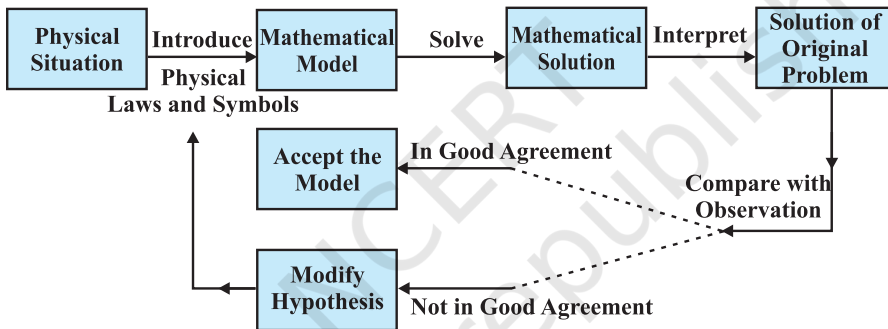 Physical
Situation
Introduce
Physical
Laws and Symbols
Mathematical
Model
Solve
Mathematical
Solution
Interpret
Solution of
Original
Problem
Compare with
Observation
In Good Agreement
Accept the
Model
Not in Good Agreement
Modify
Hypothesis
NCERT
republish